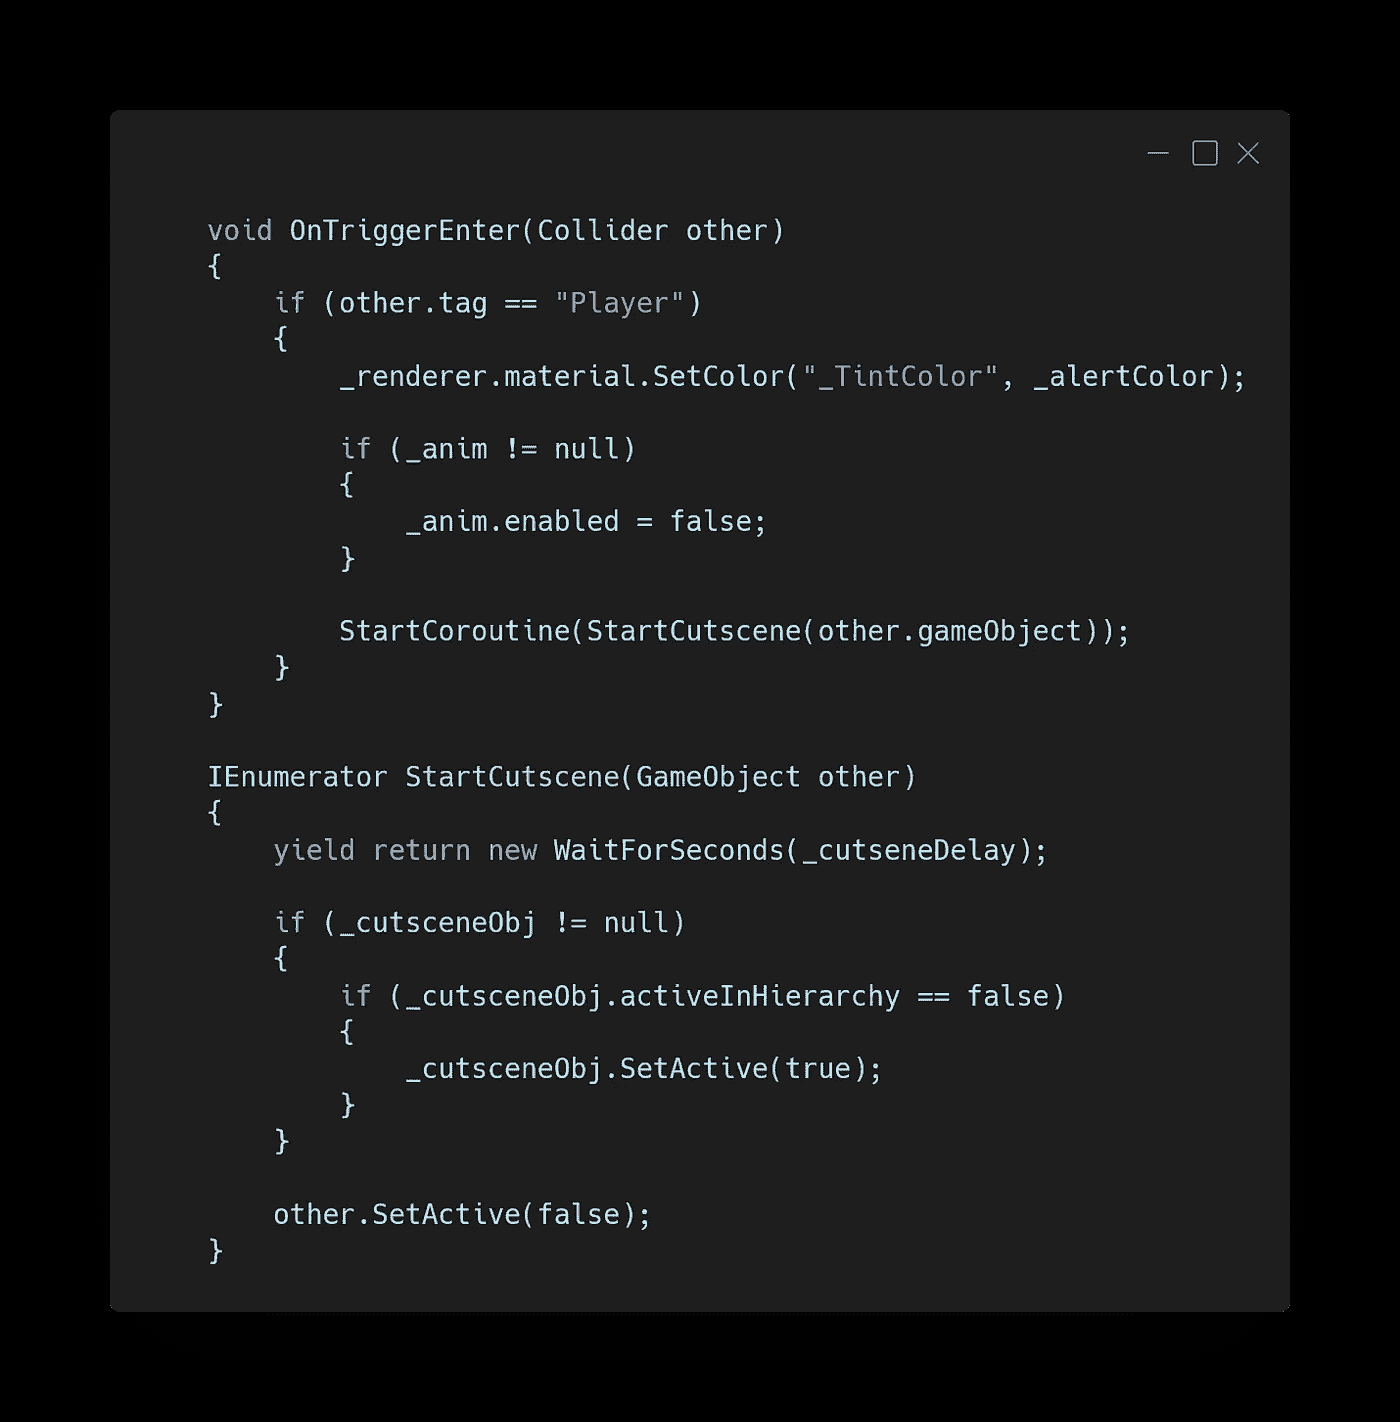 void OnTriggerEnter(Collider other)
{
    if (other.tag == "Player")
    {
        _renderer.material.SetColor("_TintColor", _alertColor);

        if (_anim != null)
        {
            _anim.enabled = false;
        }

        StartCoroutine(StartCutscene(other.gameObject));
    }
}

IEnumerator StartCutscene(GameObject other)
{
    yield return new WaitForSeconds(_cutseneDelay);

    if (_cutsceneObj != null)
    {
        if (_cutsceneObj.activeInHierarchy == false)
        {
            _cutsceneObj.SetActive(true);
        }
    }

    other.SetActive(false);
}